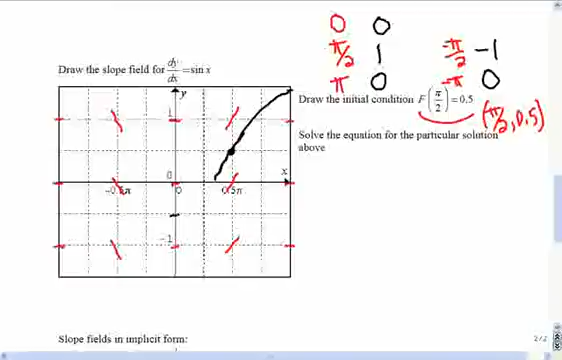 0 0
π/2 1 -π/2 -1
π 0 -π 0
Draw the slope field for dy/dx = sin x
Draw the initial condition F(π/2) = 0.5
(π/2, 0.5)
Solve the equation for the particular solution
above
y
1
x
0
-0.5π 0 0.5π
-1
Slope fields in implicit form:
2 / 2